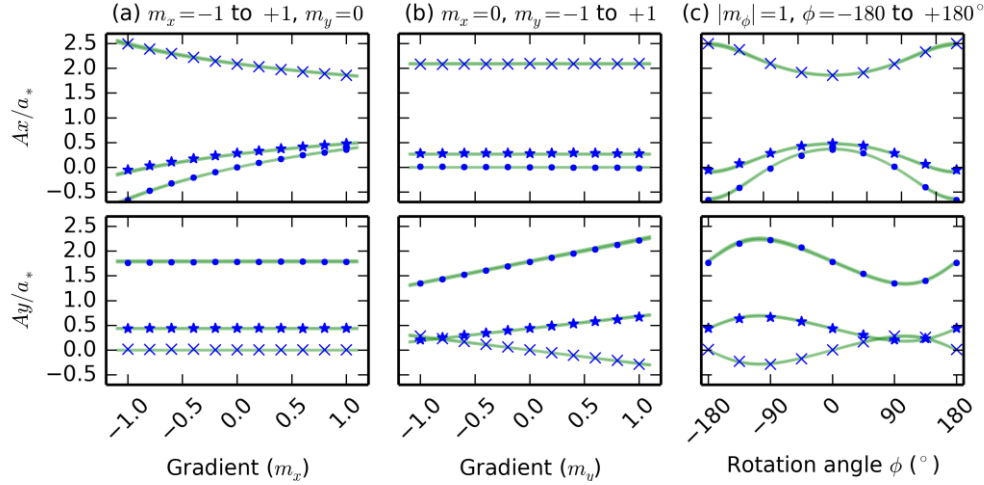 (a) m_x=−1 to +1, m_y=0
(b) m_x=0, m_y=−1 to +1
(c) |m_ϕ|=1, ϕ=−180 to +180°
Ax/a_*
2.5
2.0
1.5
1.0
0.5
0.0
−0.5
Ay/a_*
2.5
2.0
1.5
1.0
0.5
0.0
−0.5
−1.0 −0.5 0.0 0.5 1.0
−1.0 −0.5 0.0 0.5 1.0
−180 −90 0 90 180
Gradient (m_x)
Gradient (m_y)
Rotation angle ϕ (°)